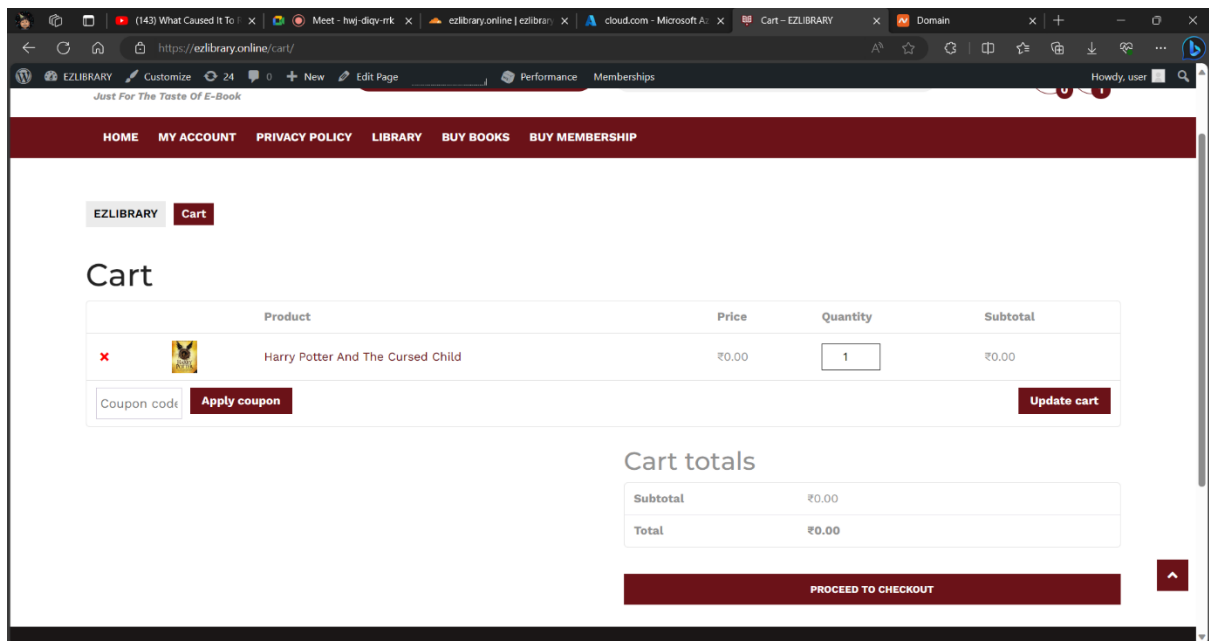 (143) What Caused It To
Meet - hwj-diqv-rrk
ezlibrary.online | ezlibrary
cloud.com - Microsoft Az
Cart – EZLIBRARY
Domain
https://ezlibrary.online/cart/
EZLIBRARY Customize 24 0 New Edit Page Performance Memberships Howdy, user
Just For The Taste Of E-Book
0 1
HOME MY ACCOUNT PRIVACY POLICY LIBRARY BUY BOOKS BUY MEMBERSHIP
EZLIBRARY Cart
Cart
Product Price Quantity Subtotal
Harry Potter And The Cursed Child ₹0.00 1 ₹0.00
Coupon code Apply coupon Update cart
Cart totals
Subtotal ₹0.00
Total ₹0.00
PROCEED TO CHECKOUT